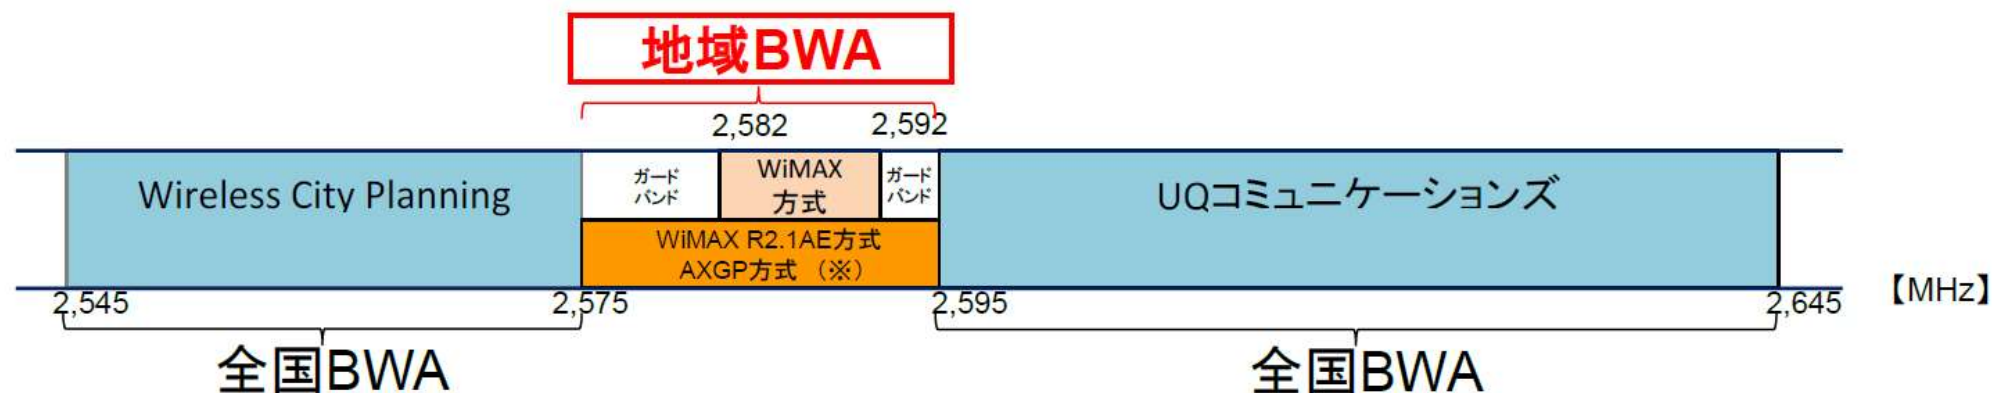 地域BWA
2,582
2,592
Wireless City Planning
ガード
バンド
WiMAX
方式
ガード
バンド
UQコミュニケーションズ
WiMAX R2.1AE方式
AXGP方式 （※）
2,545
2,575
2,595
2,645
【MHz】
全国BWA
全国BWA